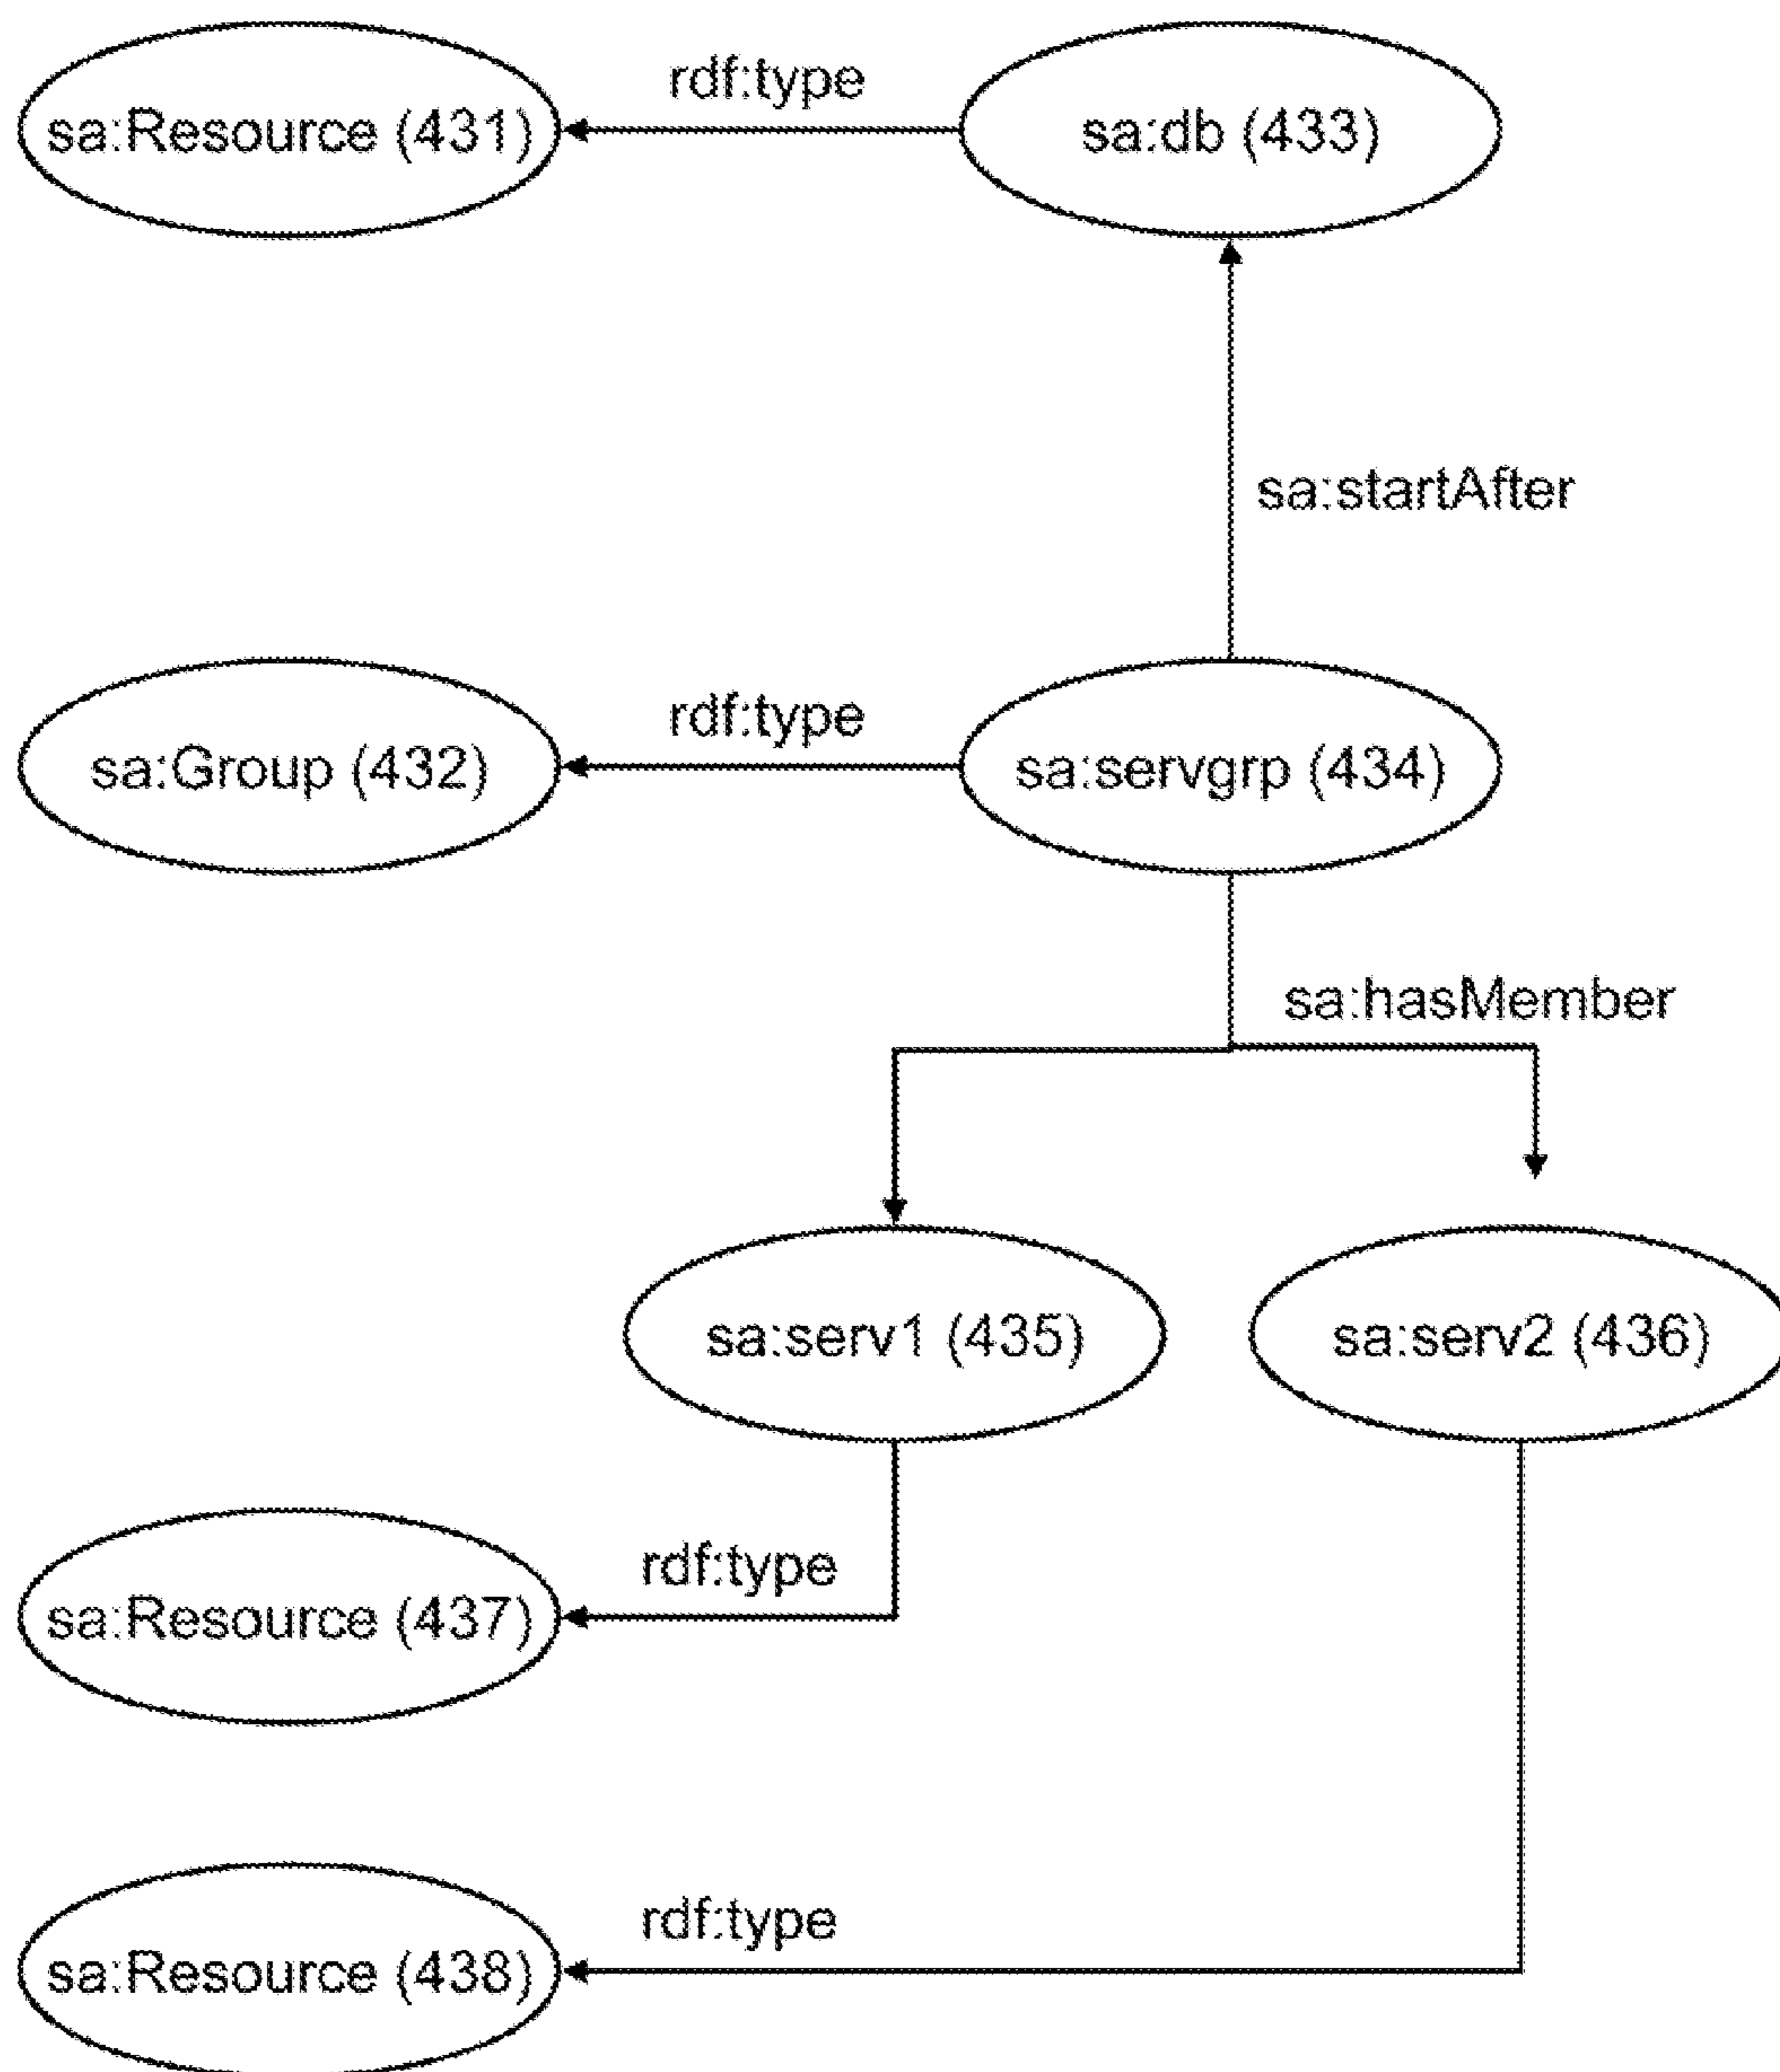 rdf:type
sa:Resource (431)
sa:db (433)
sa:startAfter
rdf:type
sa:Group (432)
sa:servgrp (434)
sa:hasMember
sa:serv1 (435)
sa:serv2 (436)
rdf:type
sa:Resource (437)
rdf:type
sa:Resource (438)